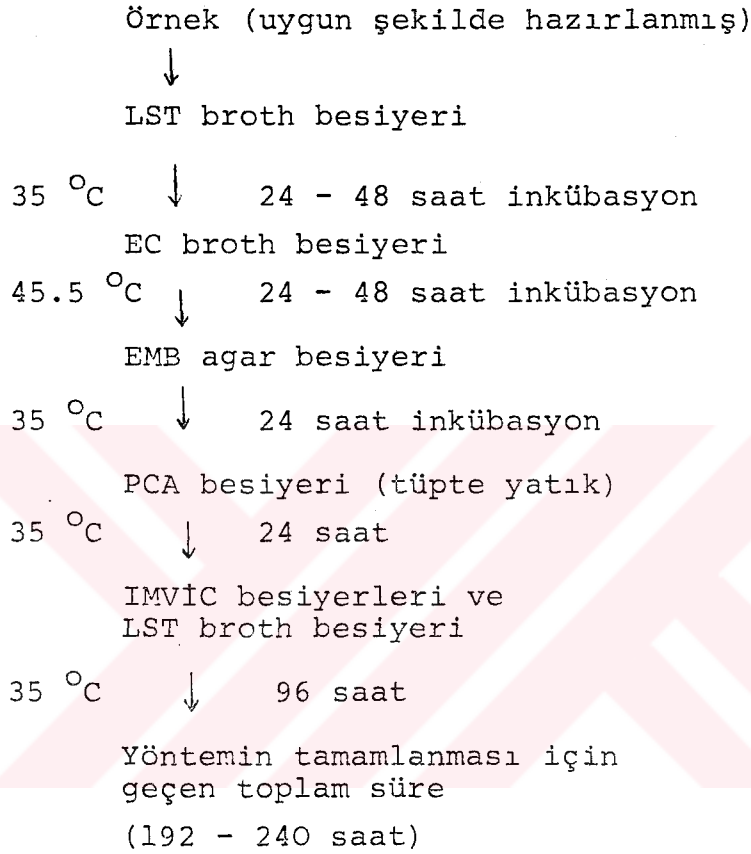 Örnek (uygun şekilde hazırlanmış)
↓
LST broth besiyeri
35 °C ↓ 24 - 48 saat inkübasyon
EC broth besiyeri
45.5 °C ↓ 24 - 48 saat inkübasyon
EMB agar besiyeri
35 °C ↓ 24 saat inkübasyon
PCA besiyeri (tüpte yatık)
35 °C ↓ 24 saat
IMVİC besiyerleri ve
LST broth besiyeri
35 °C ↓ 96 saat
Yöntemin tamamlanması için
geçen toplam süre
(192 - 240 saat)